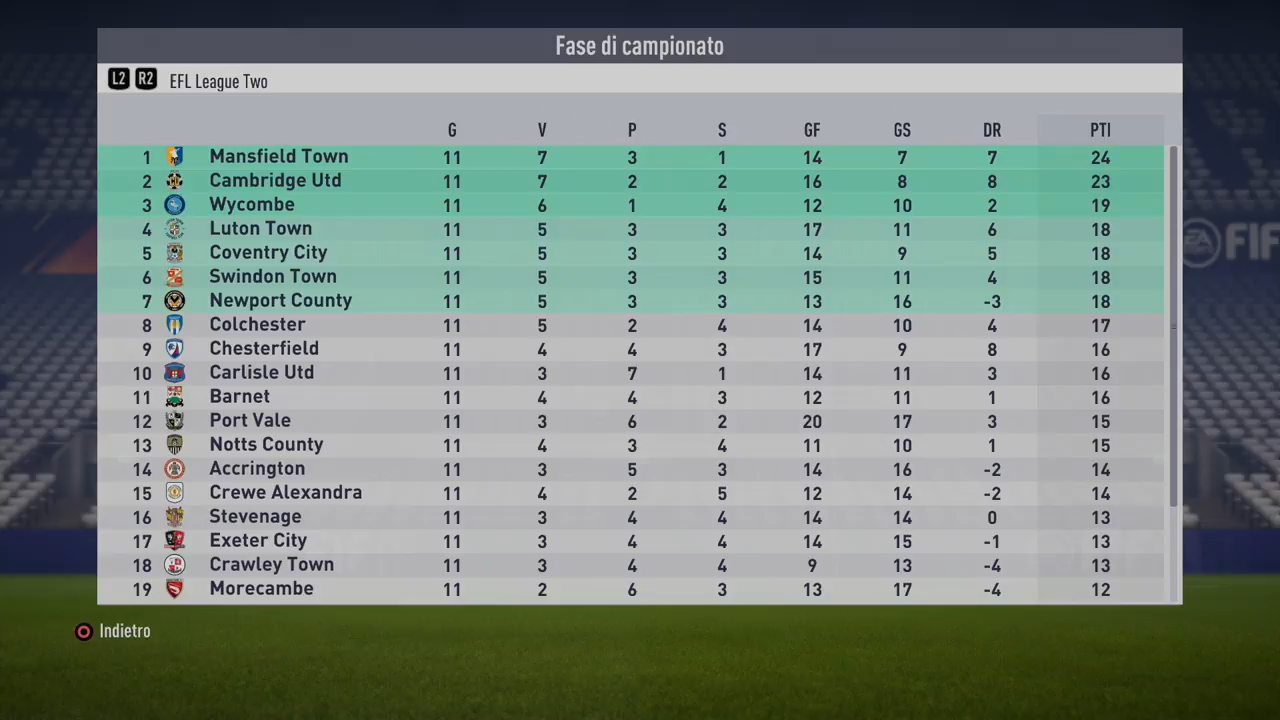 Fase di campionato
L2 R2 EFL League Two
G V P S GF GS DR PTI
1 Mansfield Town 11 7 3 1 14 7 7 24
2 Cambridge Utd 11 7 2 2 16 8 8 23
3 Wycombe 11 6 1 4 12 10 2 19
4 Luton Town 11 5 3 3 17 11 6 18
5 Coventry City 11 5 3 3 14 9 5 18
6 Swindon Town 11 5 3 3 15 11 4 18
7 Newport County 11 5 3 3 13 16 -3 18
8 Colchester 11 5 2 4 14 10 4 17
9 Chesterfield 11 4 4 3 17 9 8 16
10 Carlisle Utd 11 3 7 1 14 11 3 16
11 Barnet 11 4 4 3 12 11 1 16
12 Port Vale 11 3 6 2 20 17 3 15
13 Notts County 11 4 3 4 11 10 1 15
14 Accrington 11 3 5 3 14 16 -2 14
15 Crewe Alexandra 11 4 2 5 12 14 -2 14
16 Stevenage 11 3 4 4 14 14 0 13
17 Exeter City 11 3 4 4 14 15 -1 13
18 Crawley Town 11 3 4 4 9 13 -4 13
19 Morecambe 11 2 6 3 13 17 -4 12
EA FIF
Indietro